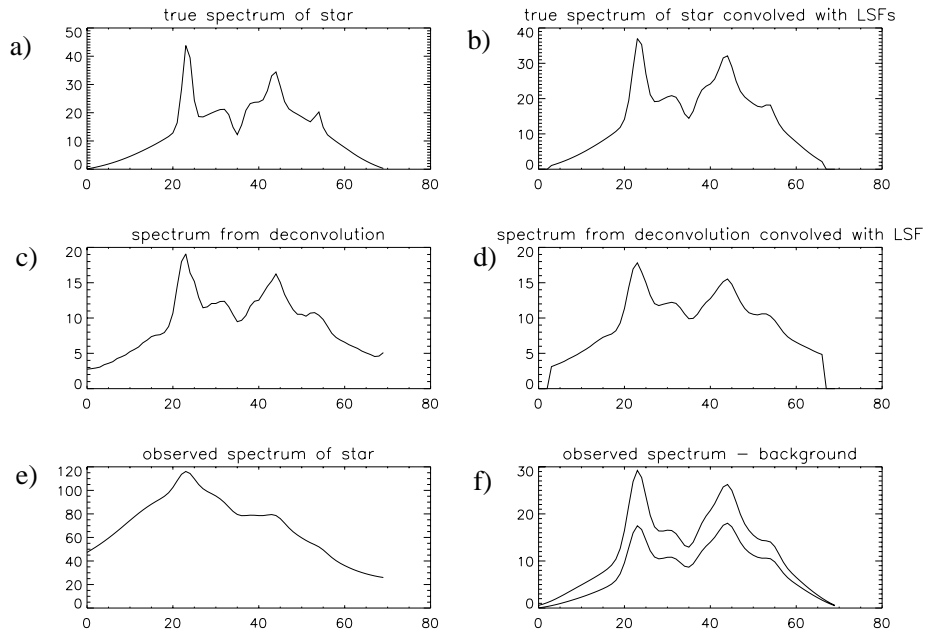 true spectrum of star
a)
50
40
30
20
10
0
0 20 40 60 80
true spectrum of star convolved with LSFs
b)
40
30
20
10
0
0 20 40 60 80
spectrum from deconvolution
c)
20
15
10
5
0
0 20 40 60 80
spectrum from deconvolution convolved with LSF
d)
20
15
10
5
0
0 20 40 60 80
observed spectrum of star
e)
120
100
80
60
40
20
0
0 20 40 60 80
observed spectrum − background
f)
30
20
10
0
0 20 40 60 80